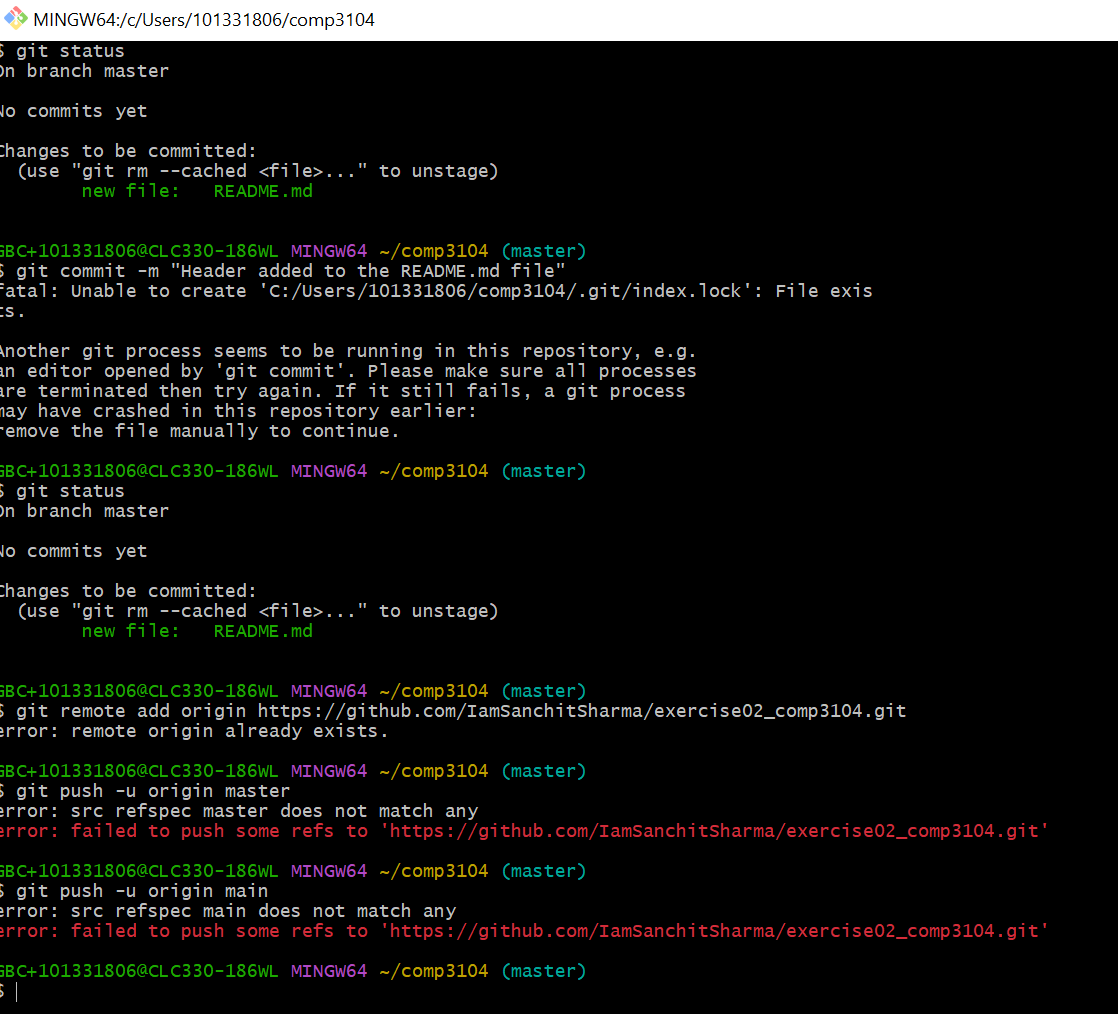 MINGW64:/c/Users/101331806/comp3104
$ git status
On branch master
No commits yet
Changes to be committed:
  (use "git rm --cached <file>..." to unstage)
        new file:   README.md
GBC+101331806@CLC330-186WL MINGW64 ~/comp3104 (master)
$ git commit -m "Header added to the README.md file"
fatal: Unable to create 'C:/Users/101331806/comp3104/.git/index.lock': File exis
ts.
Another git process seems to be running in this repository, e.g.
an editor opened by 'git commit'. Please make sure all processes
are terminated then try again. If it still fails, a git process
may have crashed in this repository earlier:
remove the file manually to continue.
GBC+101331806@CLC330-186WL MINGW64 ~/comp3104 (master)
$ git status
On branch master
No commits yet
Changes to be committed:
  (use "git rm --cached <file>..." to unstage)
        new file:   README.md
GBC+101331806@CLC330-186WL MINGW64 ~/comp3104 (master)
$ git remote add origin https://github.com/IamSanchitSharma/exercise02_comp3104.git
error: remote origin already exists.
GBC+101331806@CLC330-186WL MINGW64 ~/comp3104 (master)
$ git push -u origin master
error: src refspec master does not match any
error: failed to push some refs to 'https://github.com/IamSanchitSharma/exercise02_comp3104.git'
GBC+101331806@CLC330-186WL MINGW64 ~/comp3104 (master)
$ git push -u origin main
error: src refspec main does not match any
error: failed to push some refs to 'https://github.com/IamSanchitSharma/exercise02_comp3104.git'
GBC+101331806@CLC330-186WL MINGW64 ~/comp3104 (master)
$